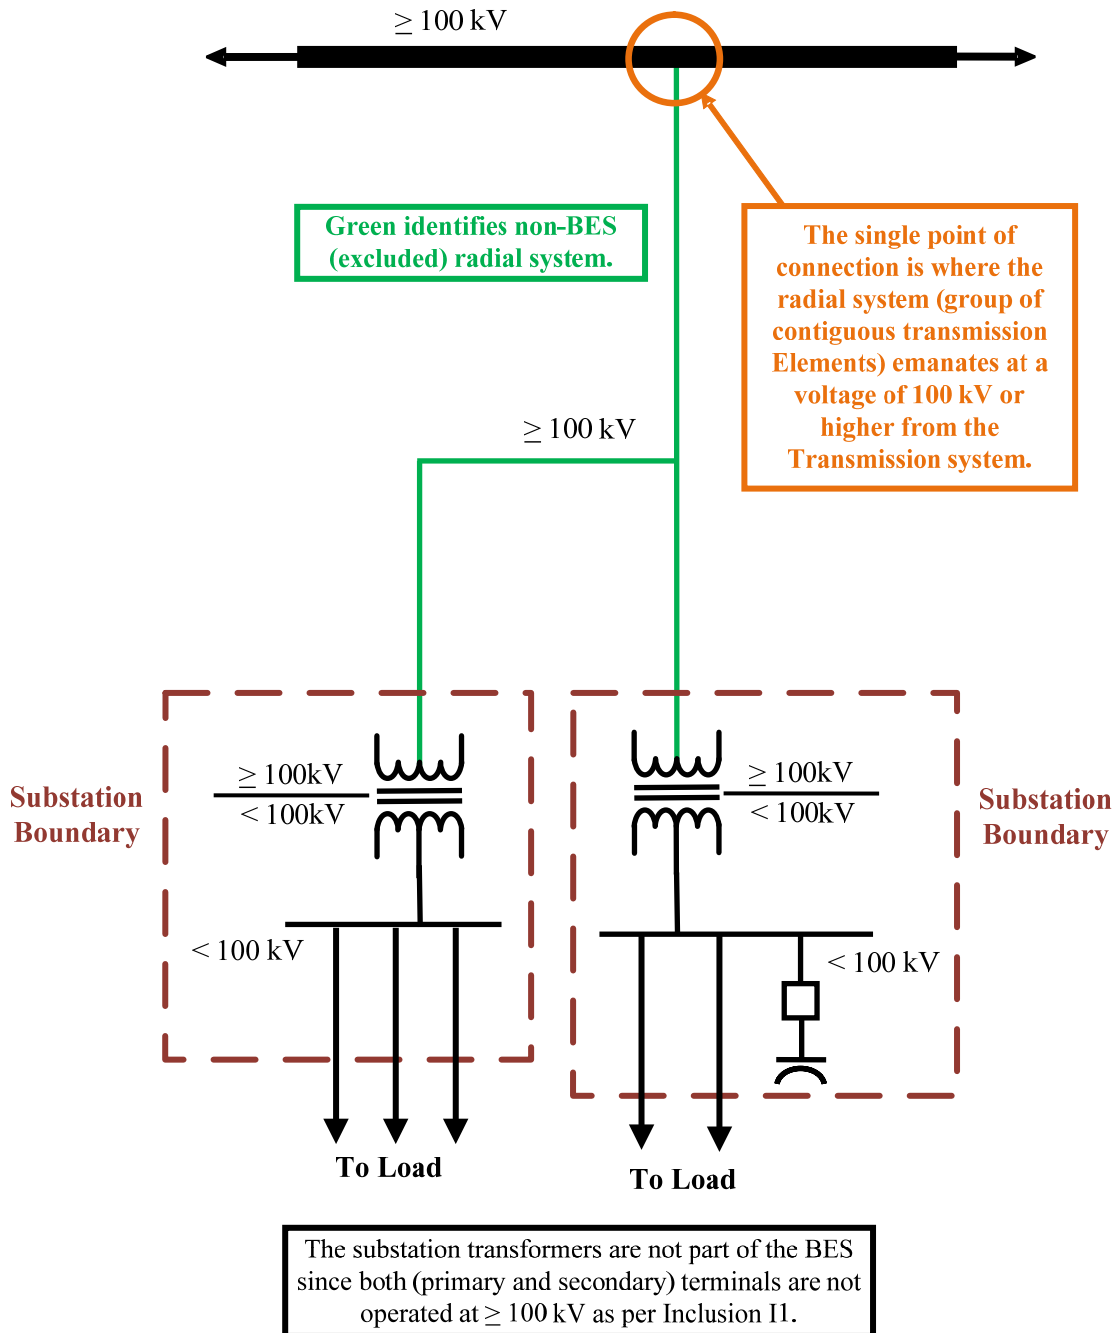 ≥ 100 kV
Green identifies non-BES
(excluded) radial system.
The single point of
connection is where the
radial system (group of
contiguous transmission
Elements) emanates at a
voltage of 100 kV or
higher from the
Transmission system.
≥ 100 kV
Substation
Boundary
≥ 100kV
< 100kV
≥ 100kV
< 100kV
Substation
Boundary
< 100 kV
< 100 kV
To Load
To Load
The substation transformers are not part of the BES
since both (primary and secondary) terminals are not
operated at ≥ 100 kV as per Inclusion I1.